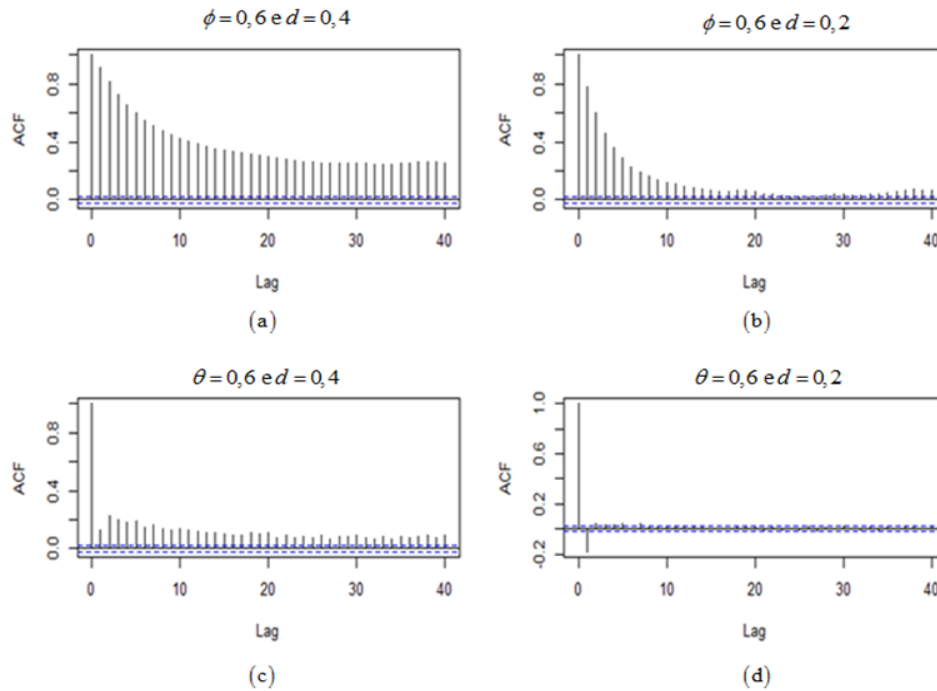 ϕ = 0,6 e d = 0,4
ACF
0.0 0.4 0.8
0 10 20 30 40
Lag
(a)
ϕ = 0,6 e d = 0,2
ACF
0.0 0.4 0.8
0 10 20 30 40
Lag
(b)
θ = 0,6 e d = 0,4
ACF
0.0 0.4 0.8
0 10 20 30 40
Lag
(c)
θ = 0,6 e d = 0,2
ACF
-0.2 0.2 0.6 1.0
0 10 20 30 40
Lag
(d)